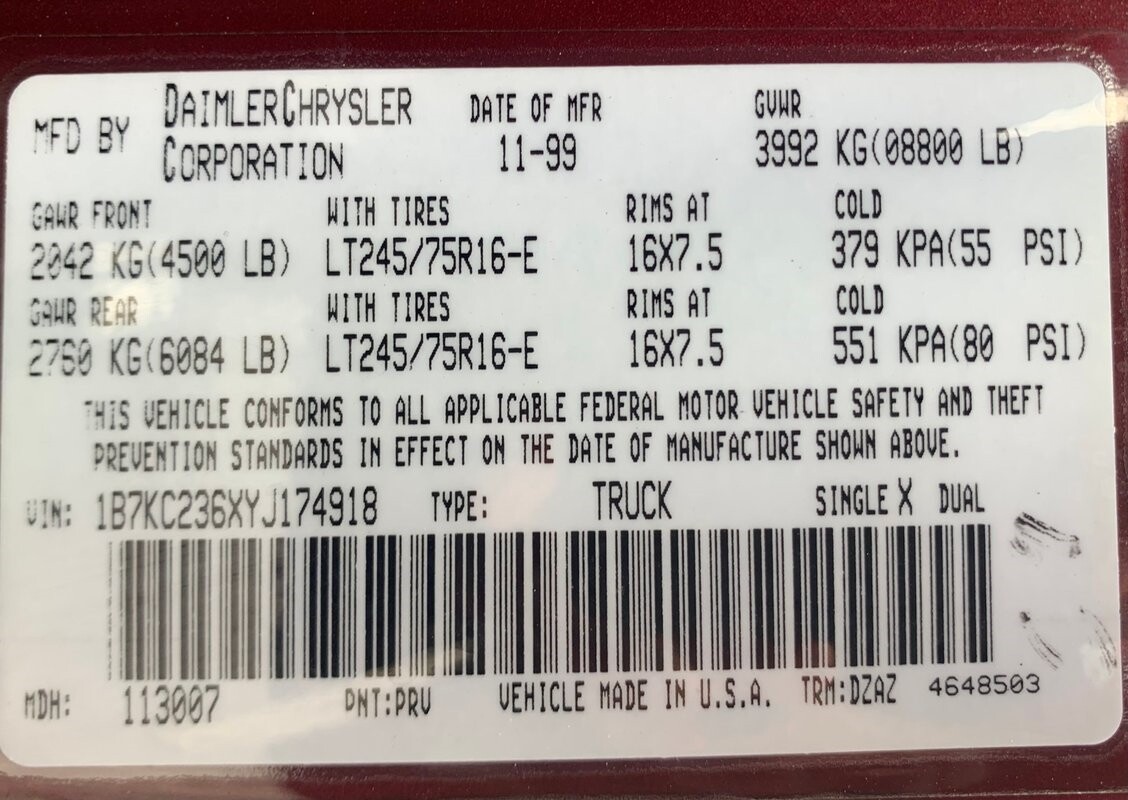 MFD BY DAIMLERCHRYSLER CORPORATION DATE OF MFR 11-99 GVWR 3992 KG(08800 LB)
GAWR FRONT WITH TIRES RIMS AT COLD
2042 KG(4500 LB) LT245/75R16-E 16X7.5 379 KPA(55 PSI)
GAWR REAR WITH TIRES RIMS AT COLD
2760 KG(6084 LB) LT245/75R16-E 16X7.5 551 KPA(80 PSI)
THIS VEHICLE CONFORMS TO ALL APPLICABLE FEDERAL MOTOR VEHICLE SAFETY AND THEFT
PREVENTION STANDARDS IN EFFECT ON THE DATE OF MANUFACTURE SHOWN ABOVE.
VIN: 1B7KC236XYJ174918 TYPE: TRUCK SINGLE X DUAL
MDH: 113007 PNT:PRV VEHICLE MADE IN U.S.A. TRM:DZAZ 4648503